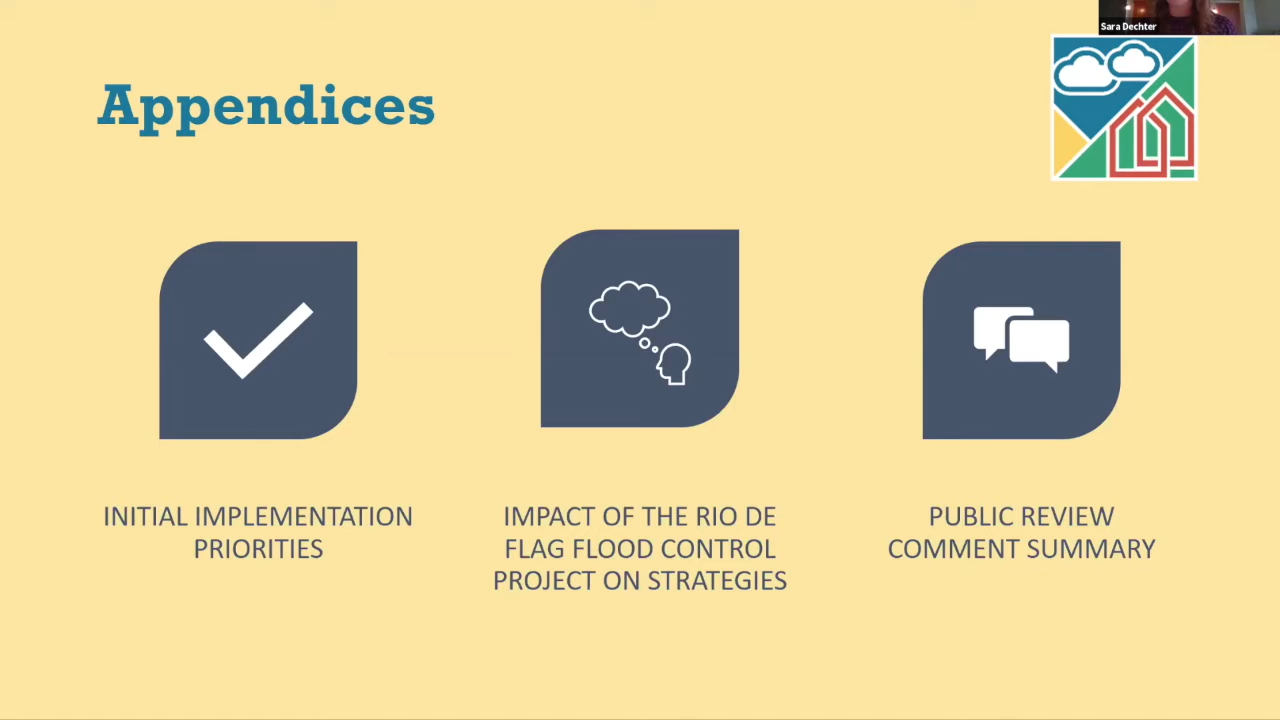 Sara Dechter
Appendices
INITIAL IMPLEMENTATION
PRIORITIES
IMPACT OF THE RIO DE
FLAG FLOOD CONTROL
PROJECT ON STRATEGIES
PUBLIC REVIEW
COMMENT SUMMARY